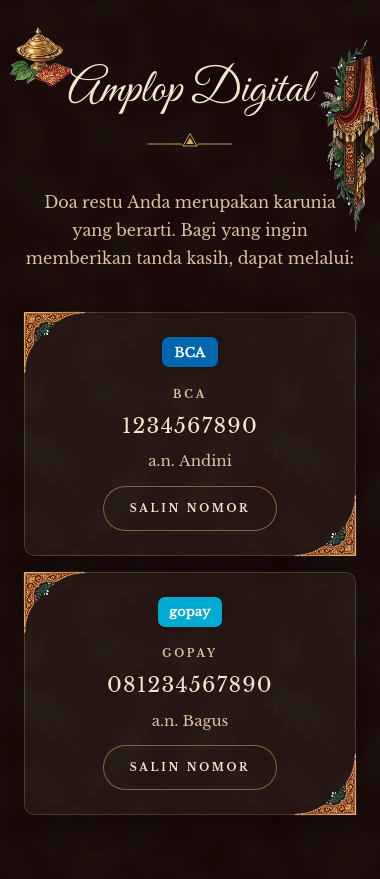 Amplop Digital
Doa restu Anda merupakan karunia
yang berarti. Bagi yang ingin
memberikan tanda kasih, dapat melalui:
BCA
BCA
1234567890
a.n. Andini
SALIN NOMOR
gopay
GOPAY
081234567890
a.n. Bagus
SALIN NOMOR